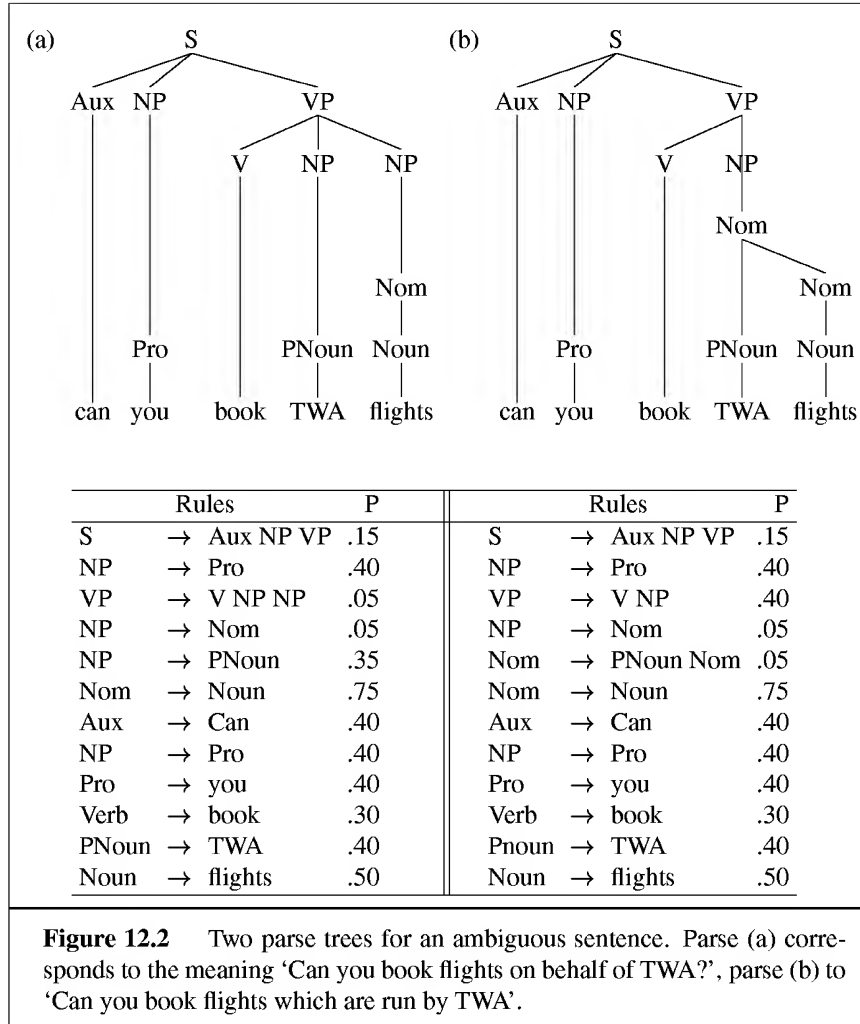 (a) S (b) S
Aux NP VP Aux NP VP
V NP NP V NP
Nom
Nom Nom
Pro PNoun Noun Pro PNoun Noun
can you book TWA flights can you book TWA flights
Rules P Rules P
S → Aux NP VP .15 S → Aux NP VP .15
NP → Pro .40 NP → Pro .40
VP → V NP NP .05 VP → V NP .40
NP → Nom .05 NP → Nom .05
NP → PNoun .35 Nom → PNoun Nom .05
Nom → Noun .75 Nom → Noun .75
Aux → Can .40 Aux → Can .40
NP → Pro .40 NP → Pro .40
Pro → you .40 Pro → you .40
Verb → book .30 Verb → book .30
PNoun → TWA .40 Pnoun → TWA .40
Noun → flights .50 Noun → flights .50
Figure 12.2 Two parse trees for an ambiguous sentence. Parse (a) corre-
sponds to the meaning ‘Can you book flights on behalf of TWA?’, parse (b) to
‘Can you book flights which are run by TWA’.